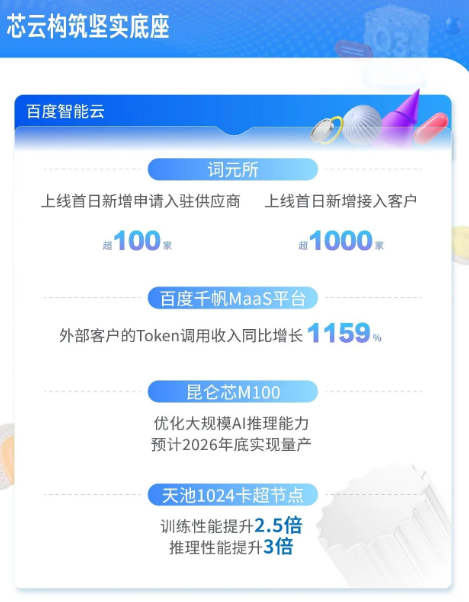 芯云构筑坚实底座
Q3
百度智能云
词元所
上线首日新增申请入驻供应商 上线首日新增接入客户
超100家 超1000家
百度千帆MaaS平台
外部客户的Token调用收入同比增长1159%
昆仑芯M100
优化大规模AI推理能力
预计2026年底实现量产
天池1024卡超节点
训练性能提升2.5倍
推理性能提升3倍